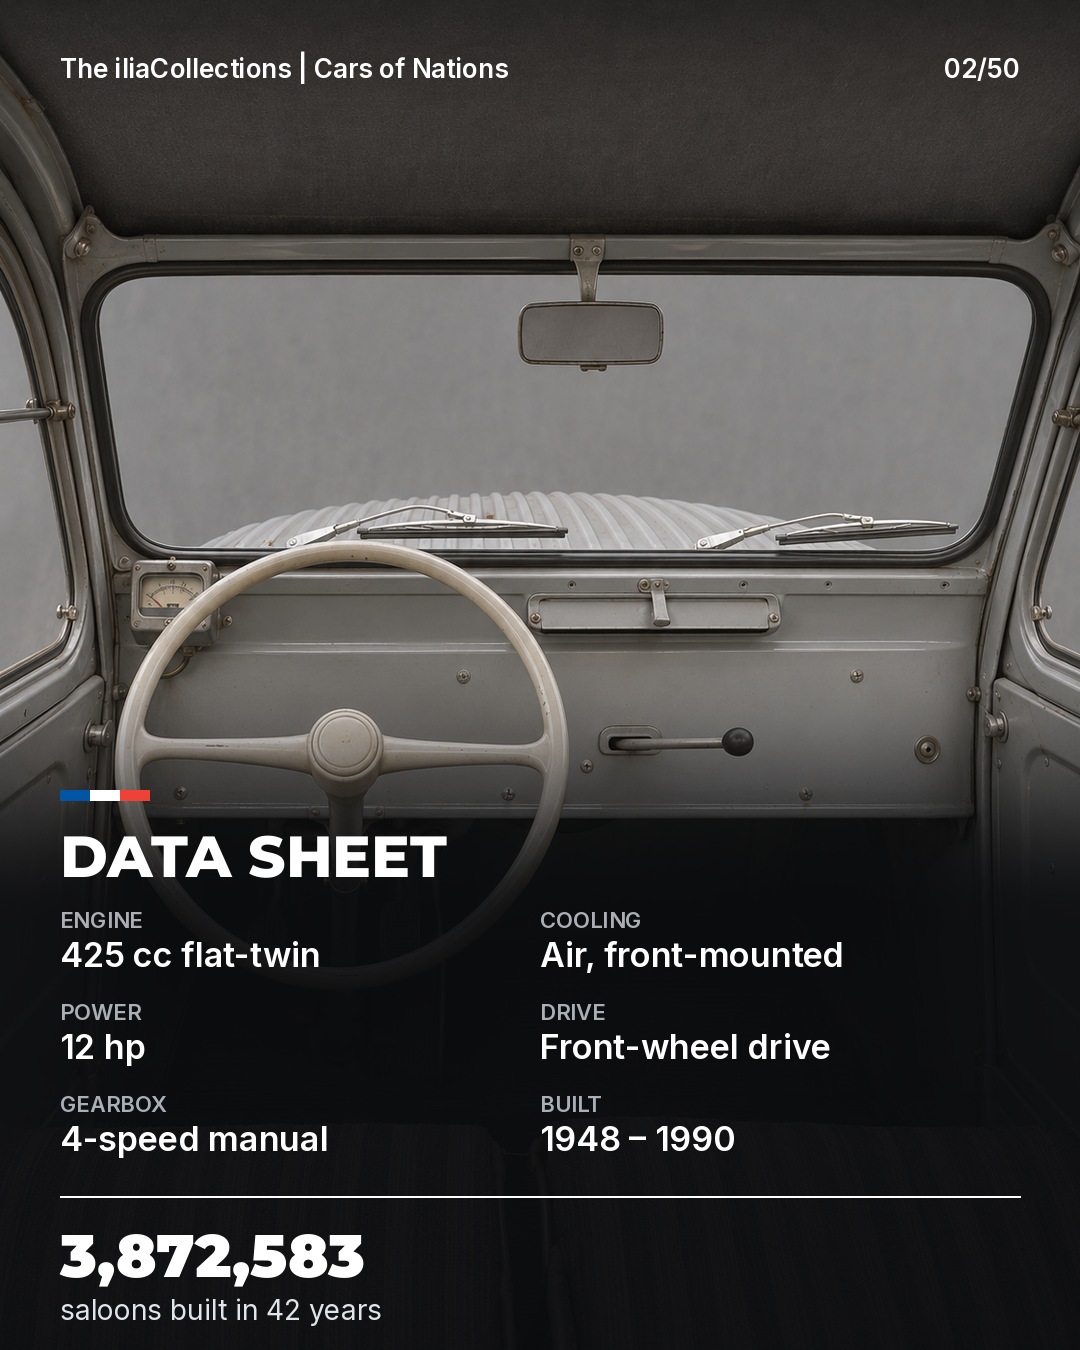 The iliaCollections | Cars of Nations
02/50
DATA SHEET
ENGINE
425 cc flat-twin
COOLING
Air, front-mounted
POWER
12 hp
DRIVE
Front-wheel drive
GEARBOX
4-speed manual
BUILT
1948 – 1990
3,872,583
saloons built in 42 years